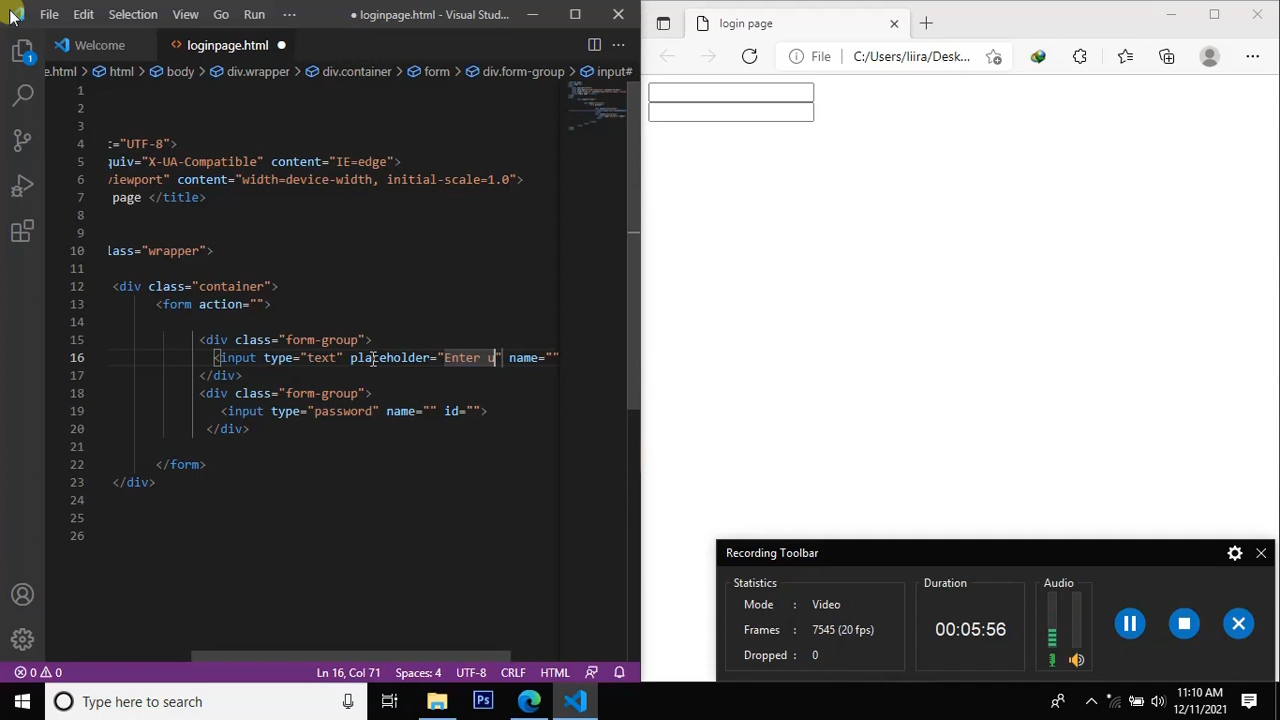 File Edit Selection View Go Run ··· ● loginpage.html - Visual Stud...
Welcome <> loginpage.html ●
e.html html body div.wrapper div.container form div.form-group input#
1
1
2
3
4 t="UTF-8">
5 quiv="X-UA-Compatible" content="IE=edge">
6 viewport" content="width=device-width, initial-scale=1.0">
7 page </title>
8
9
10 lass="wrapper">
11
12 <div class="container">
13 <form action="">
14
15 <div class="form-group">
16 <input type="text" placeholder="Enter u" name=""
17 </div>
18 <div class="form-group">
19 <input type="password" name="" id="">
20 </div>
21
22 </form>
23 </div>
24
25
26
0 0 Ln 16, Col 71 Spaces: 4 UTF-8 CRLF HTML
login page
File C:/Users/liira/Desk...
Recording Toolbar
Statistics
Mode : Video
Frames : 7545 (20 fps)
Dropped : 0
Duration
00:05:56
Audio
Type here to search
Ps
11:10 AM
12/11/2021